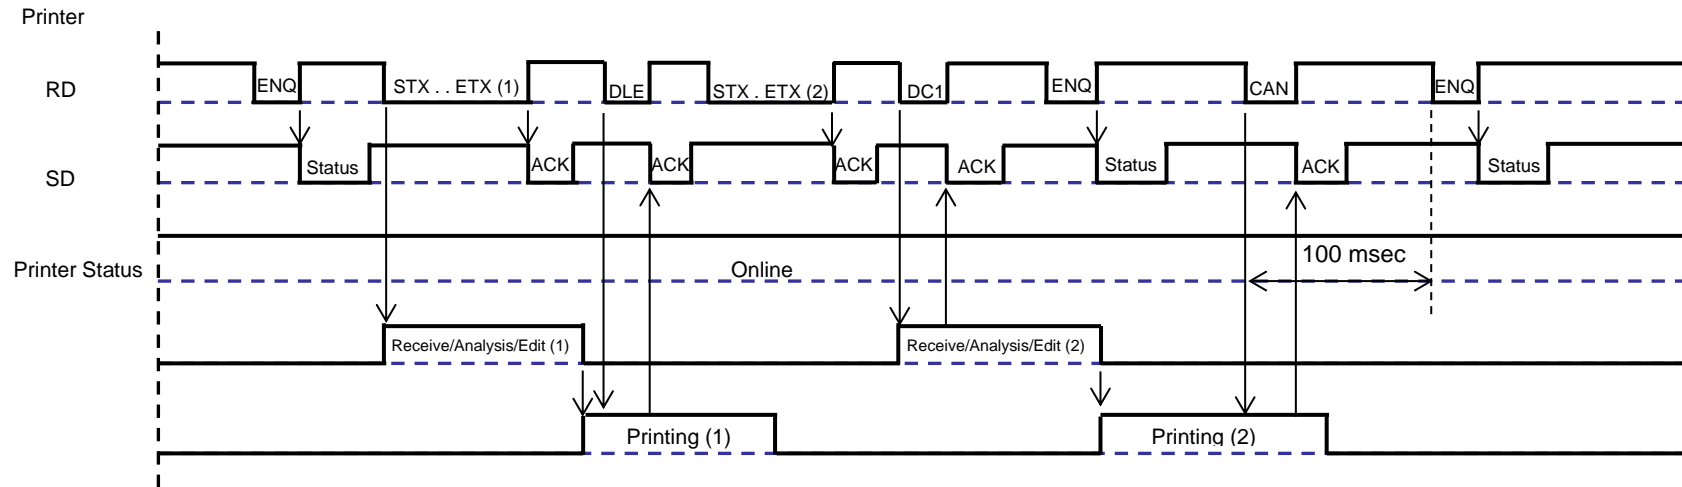 Printer
RD
ENQ
STX . . ETX (1)
DLE
STX . ETX (2)
DC1
ENQ
CAN
ENQ
SD
Status
ACK
ACK
ACK
ACK
Status
ACK
Status
Printer Status
Online
100 msec
Receive/Analysis/Edit (1)
Receive/Analysis/Edit (2)
Printing (1)
Printing (2)